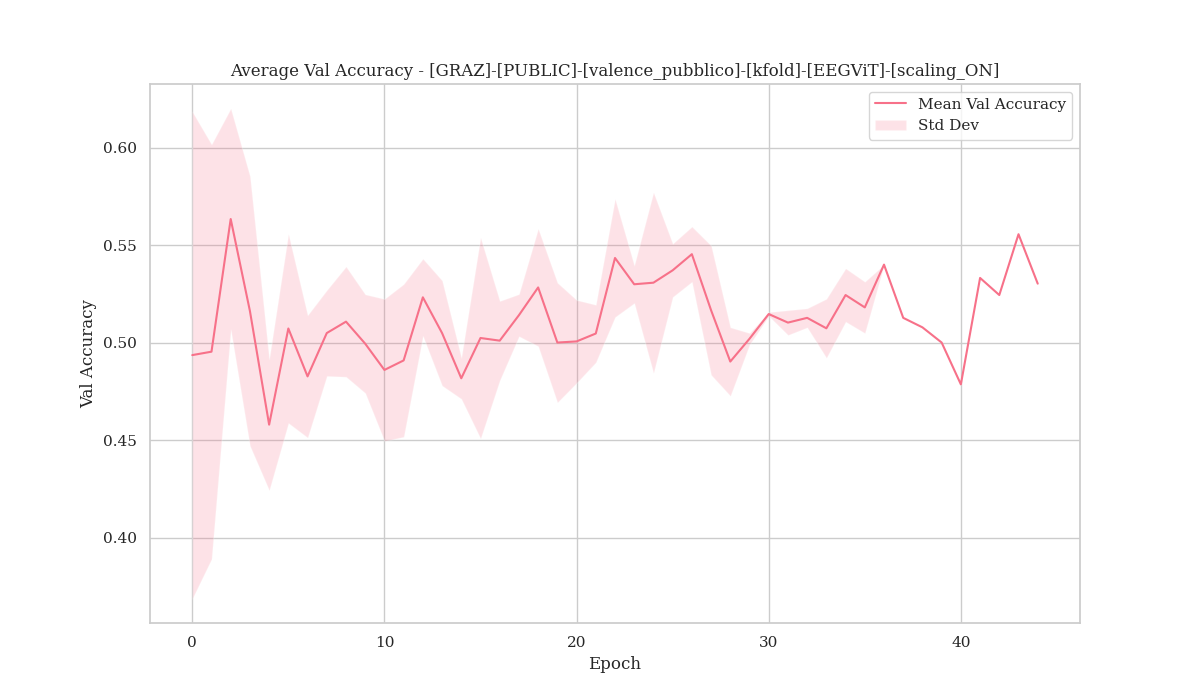 Average Val Accuracy - [GRAZ]-[PUBLIC]-[valence_pubblico]-[kfold]-[EEGViT]-[scaling_ON]
Mean Val Accuracy
Std Dev
0.60
0.55
0.50
0.45
0.40
Val Accuracy
0 10 20 30 40
Epoch